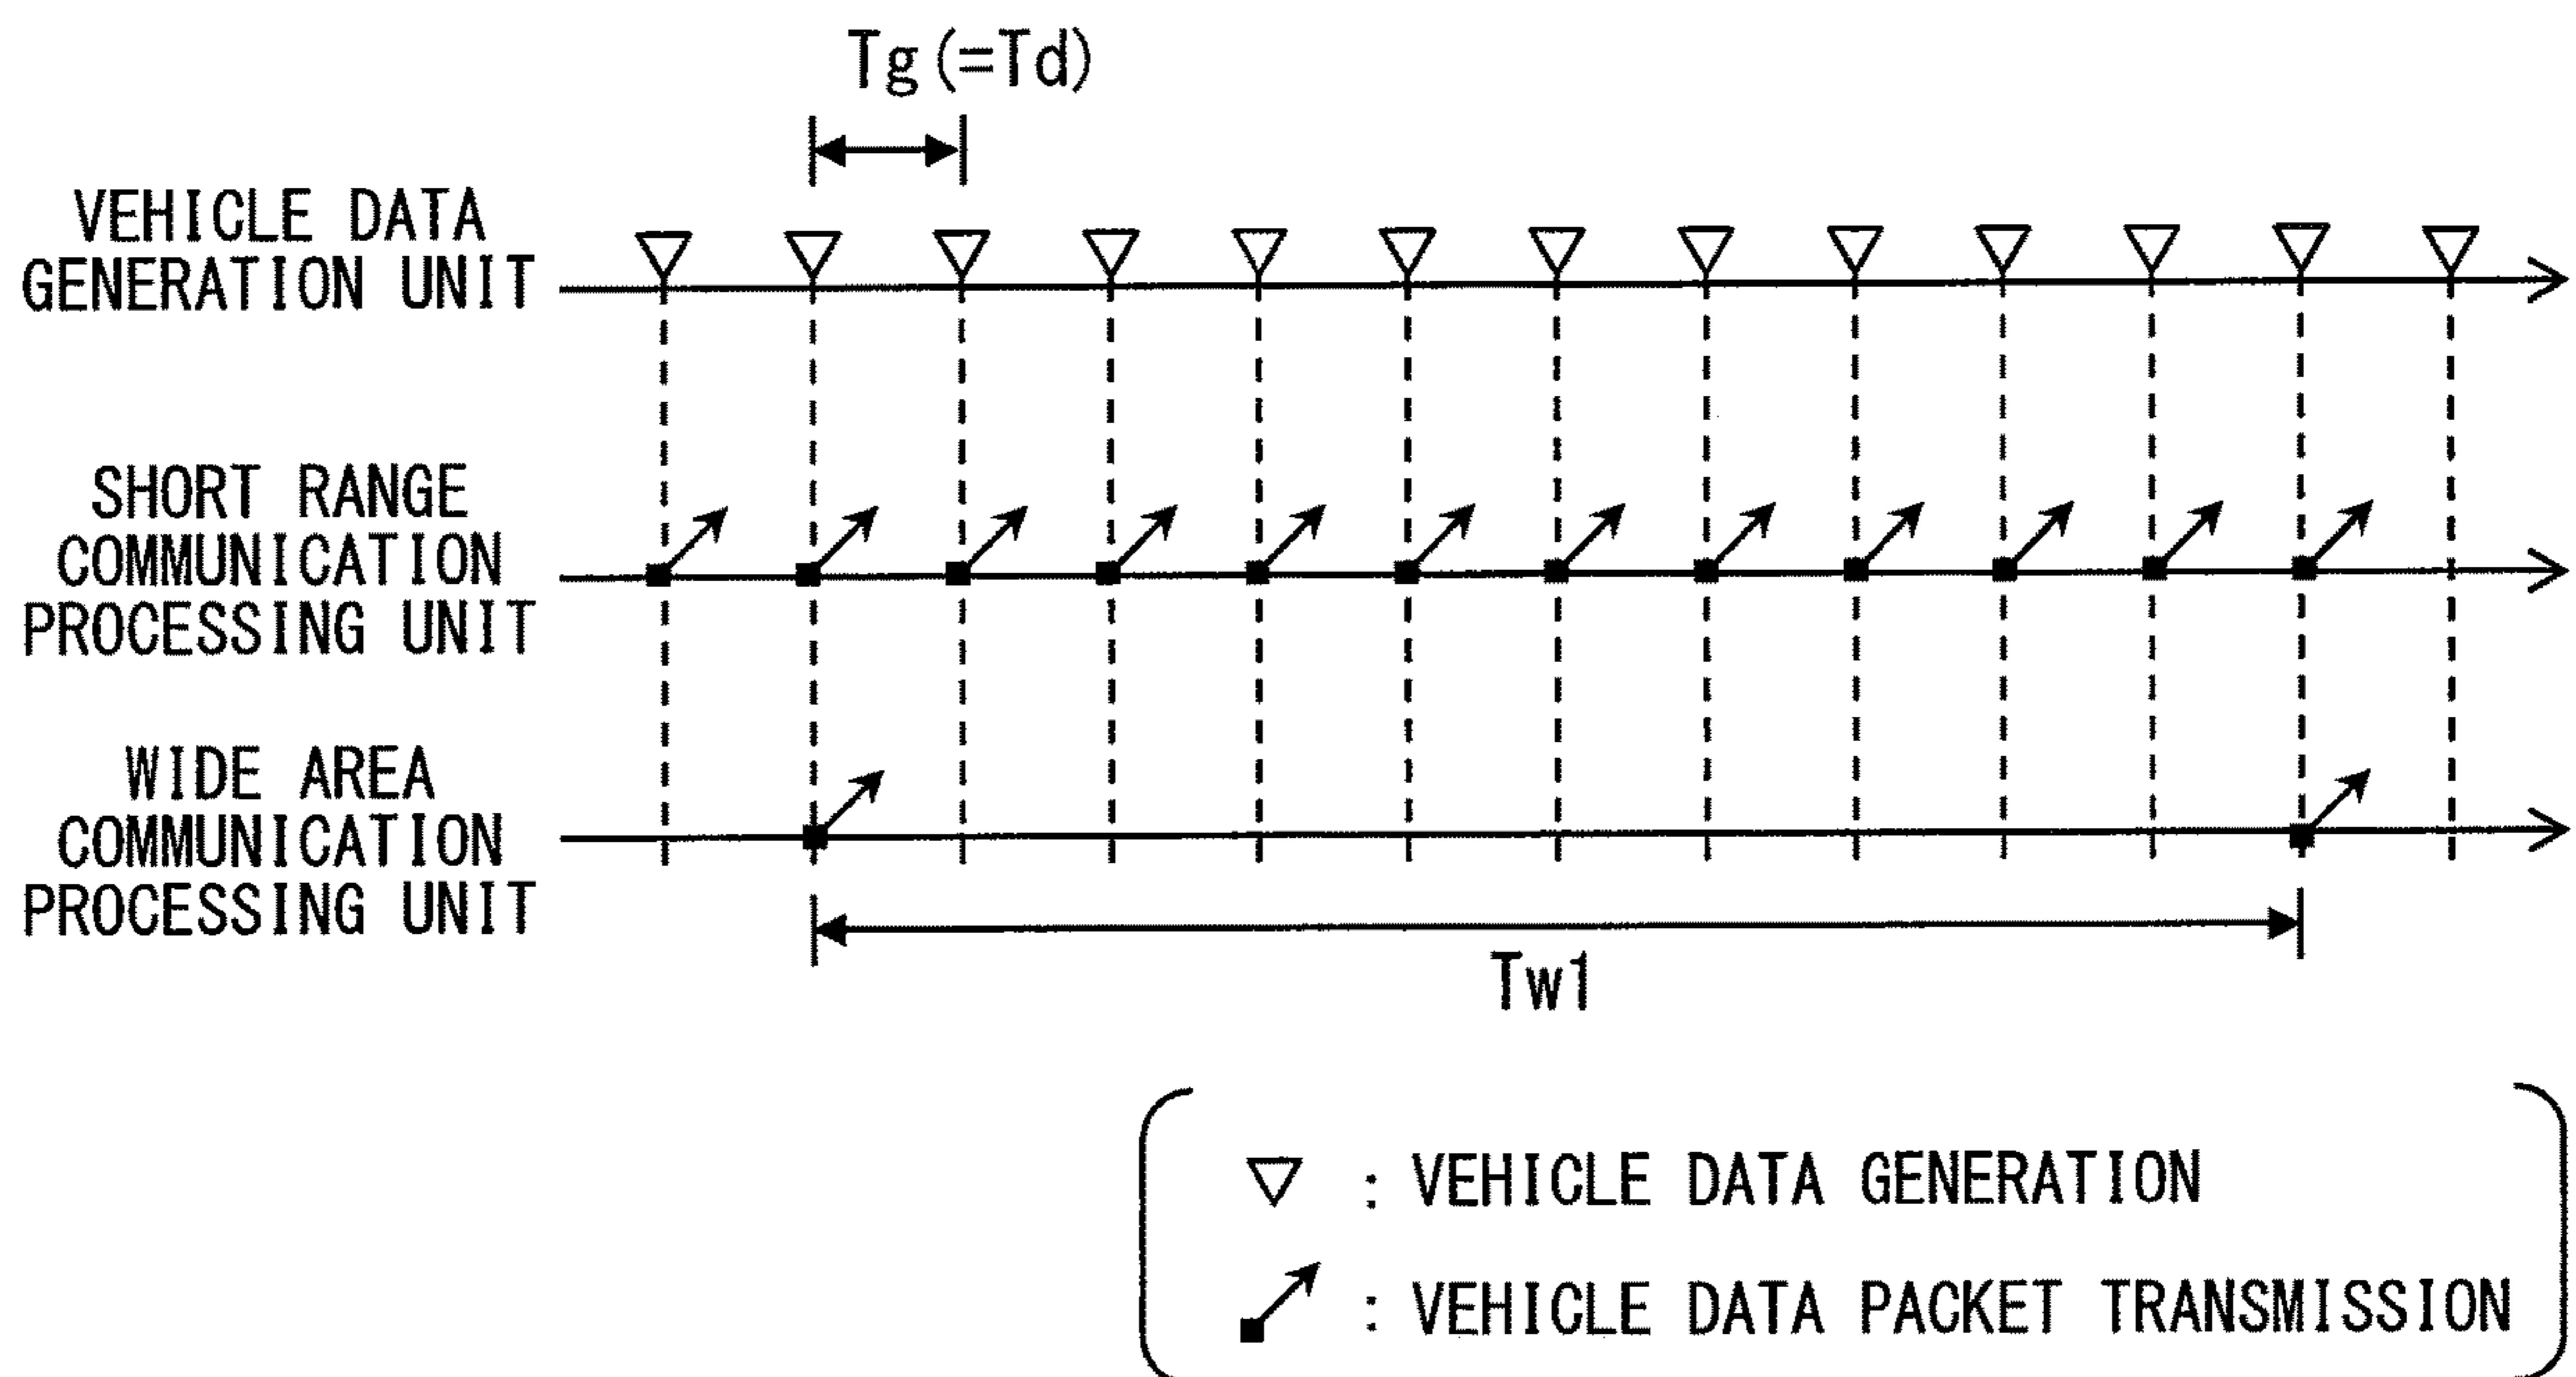 Tg(=Td)
VEHICLE DATA
GENERATION UNIT
SHORT RANGE
COMMUNICATION
PROCESSING UNIT
WIDE AREA
COMMUNICATION
PROCESSING UNIT
Tw1
: VEHICLE DATA GENERATION
: VEHICLE DATA PACKET TRANSMISSION